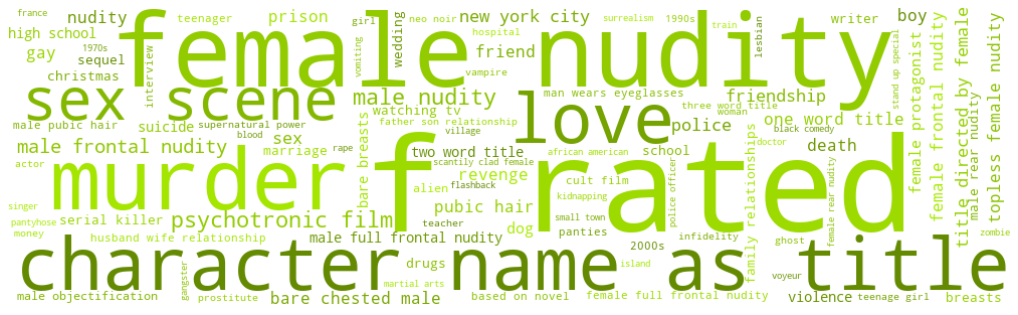 france
nudity
teenager
prison
girl
neo noir
new york city
surrealism
1990s
train
boy
high school
1970s
gay
sequel
interview
vomiting
wedding
hospital
friend
lesbian
writer
stand up special
female nudity
christmas
vampire
sex scene
male nudity
man wears eyeglasses
friendship
watching tv
love
three word title
woman
one word title
female protagonist
female frontal nudity
title directed by female
male rear nudity
topless female nudity
male pubic hair
suicide
supernatural power
father son relationship
police
black comedy
blood
sex
village
male frontal nudity
marriage
rape
bare breasts
two word title
african american
school
doctor
death
actor
scantily clad female
murder
f rated
revenge
cult film
police officer
family relationships
female rear nudity
alien
flashback
kidnapping
singer
pubic hair
pantyhose
serial killer
psychotronic film
teacher
dog
small town
zombie
money
husband wife relationship
male full frontal nudity
panties
2000s
infidelity
ghost
character name as title
drugs
island
voyeur
gangster
martial arts
male objectification
prostitute
bare chested male
based on novel
female full frontal nudity
violence
teenage girl
breasts